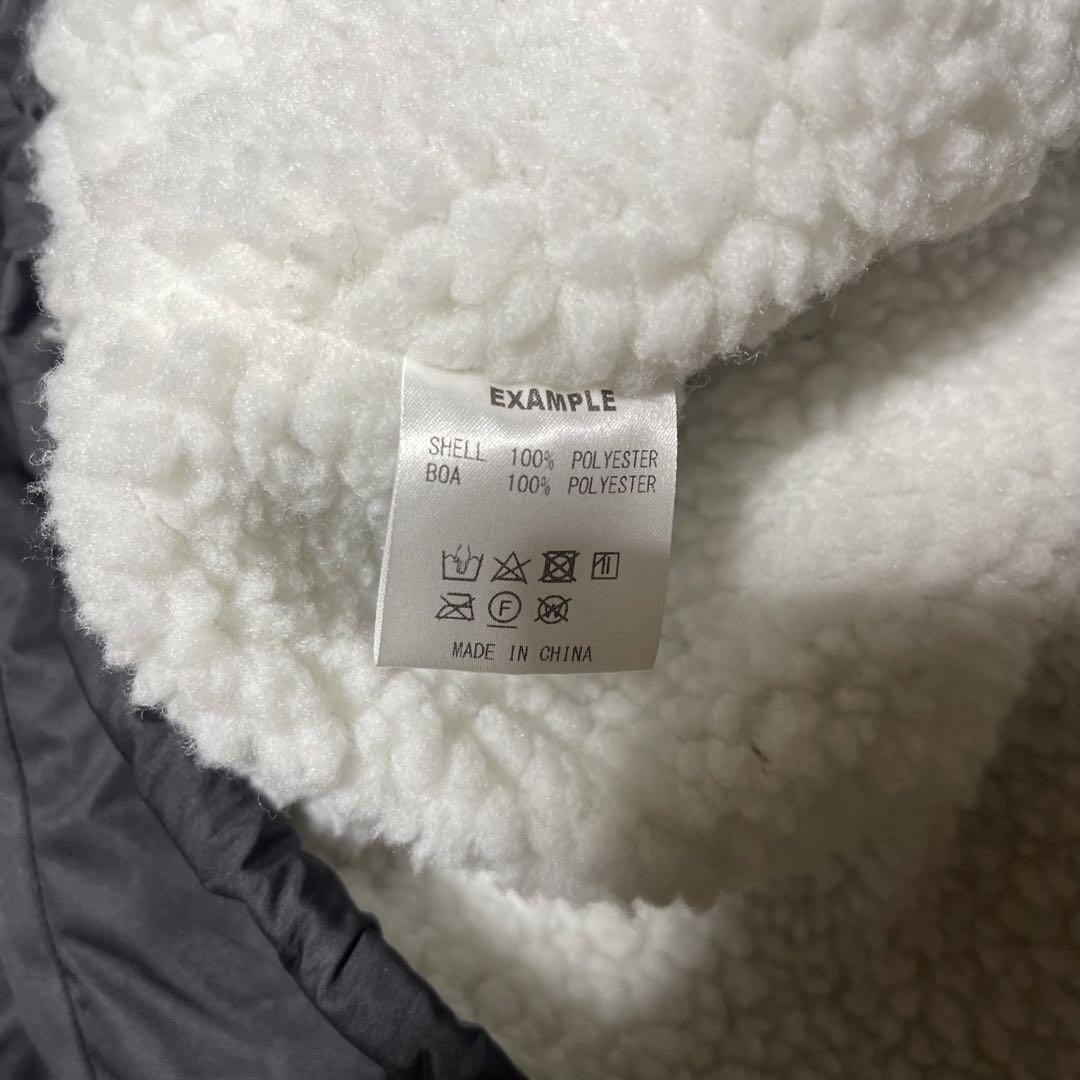 EXAMPLE
SHELL 100% POLYESTER
BOA 100% POLYESTER
F W
MADE IN CHINA